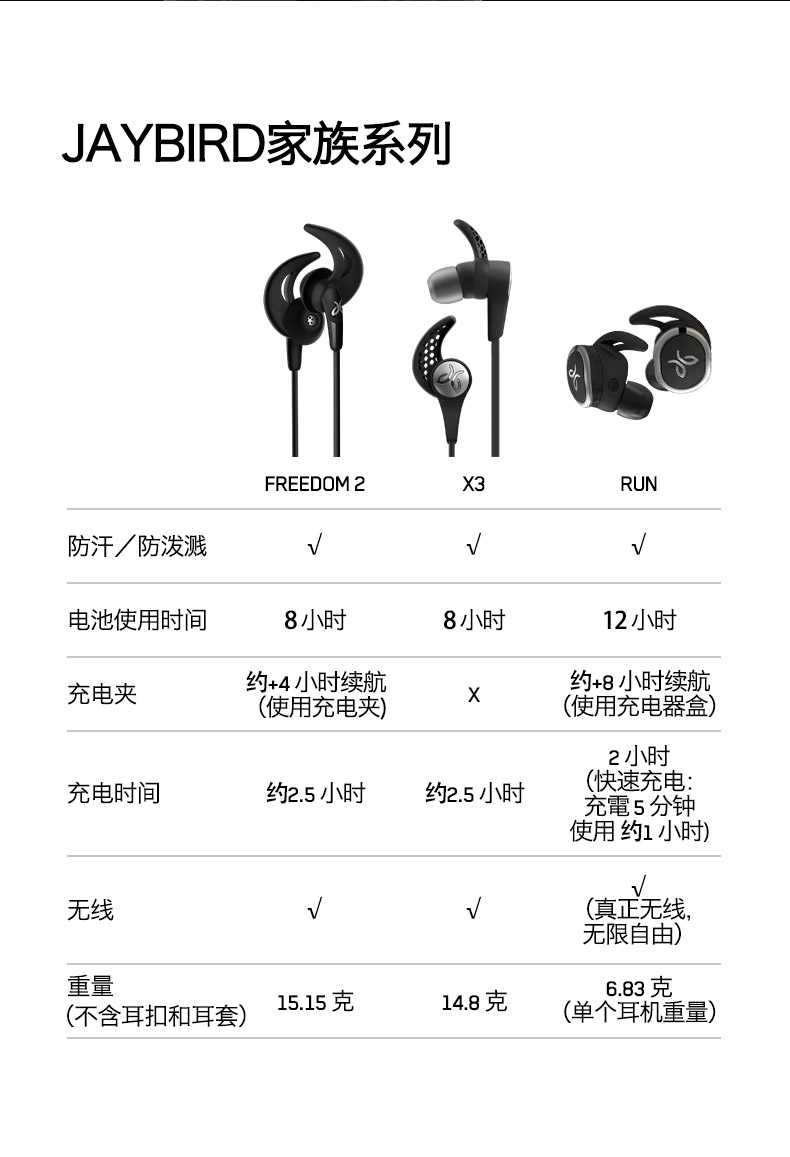 JAYBIRD家族系列
FREEDOM 2 X3 RUN
防汗／防泼溅 √ √ √
电池使用时间 8 小时 8 小时 12 小时
充电夹 约+4 小时续航 X 约+8 小时续航
（使用充电夹) （使用充电器盒）
充电时间 约2.5 小时 约2.5 小时 2 小时
（快速充电：
充電 5 分钟
使用 约1 小时)
无线 √ √ √
（真正无线，
无限自由）
重量 15.15 克 14.8 克 6.83 克
（不含耳扣和耳套） （单个耳机重量）